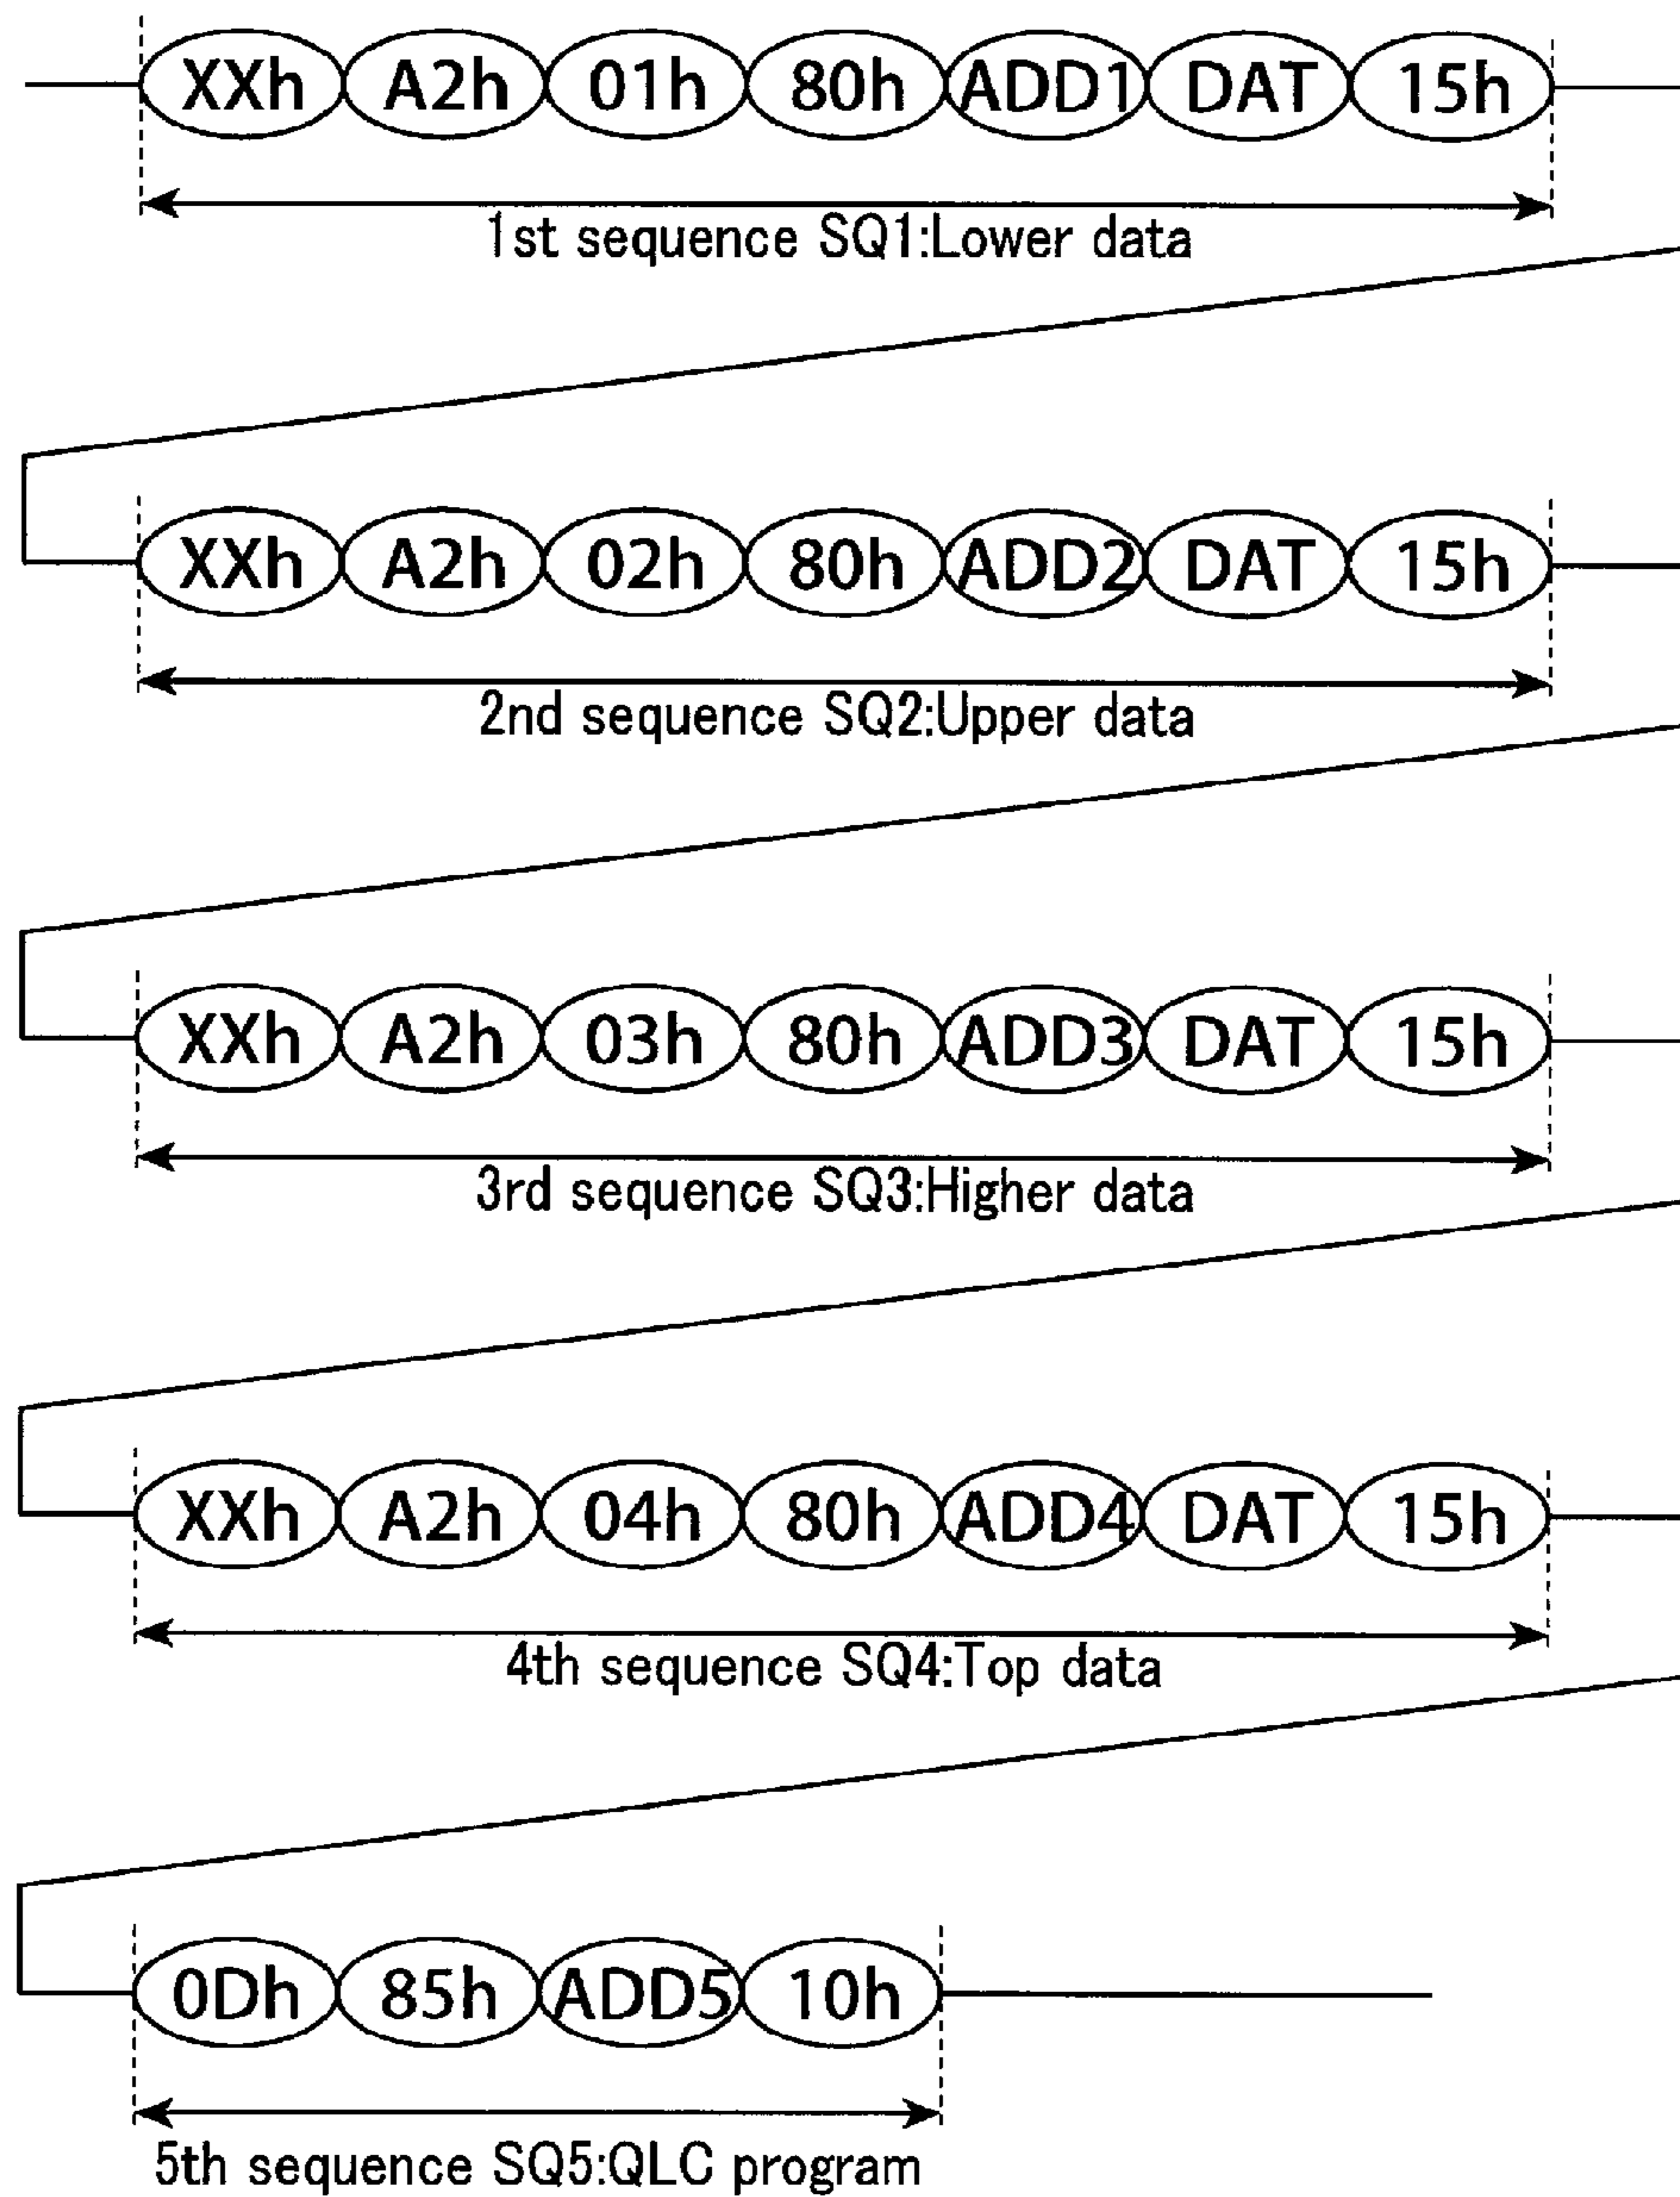 XXh A2h 01h 80h ADD1 DAT 15h
1st sequence SQ1:Lower data
XXh A2h 02h 80h ADD2 DAT 15h
2nd sequence SQ2:Upper data
XXh A2h 03h 80h ADD3 DAT 15h
3rd sequence SQ3:Higher data
XXh A2h 04h 80h ADD4 DAT 15h
4th sequence SQ4:Top data
0Dh 85h ADD5 10h
5th sequence SQ5:QLC program